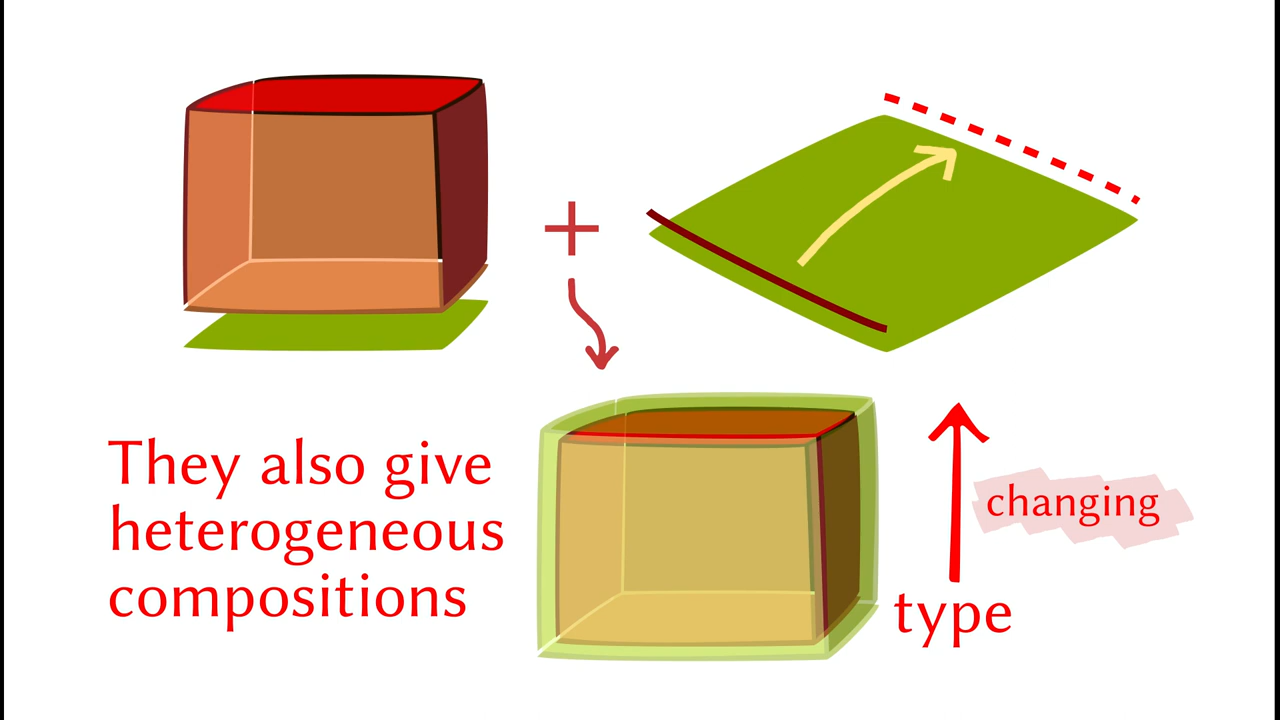 They also give
heterogeneous
compositions
changing
type